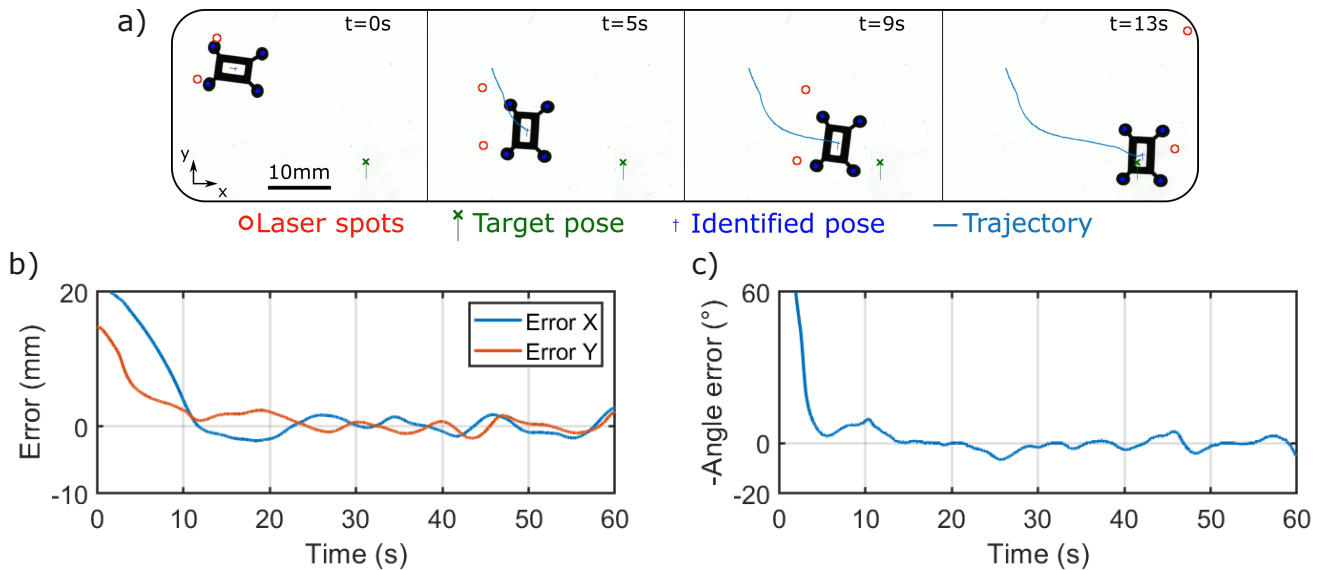 a)
t=0s
t=5s
t=9s
t=13s
y
x
10mm
Laser spots
Target pose
Identified pose
Trajectory
b)
20
0
-10
Error (mm)
Error X
Error Y
0 10 20 30 40 50 60
Time (s)
c)
60
0
-20
-Angle error (°)
0 10 20 30 40 50 60
Time (s)